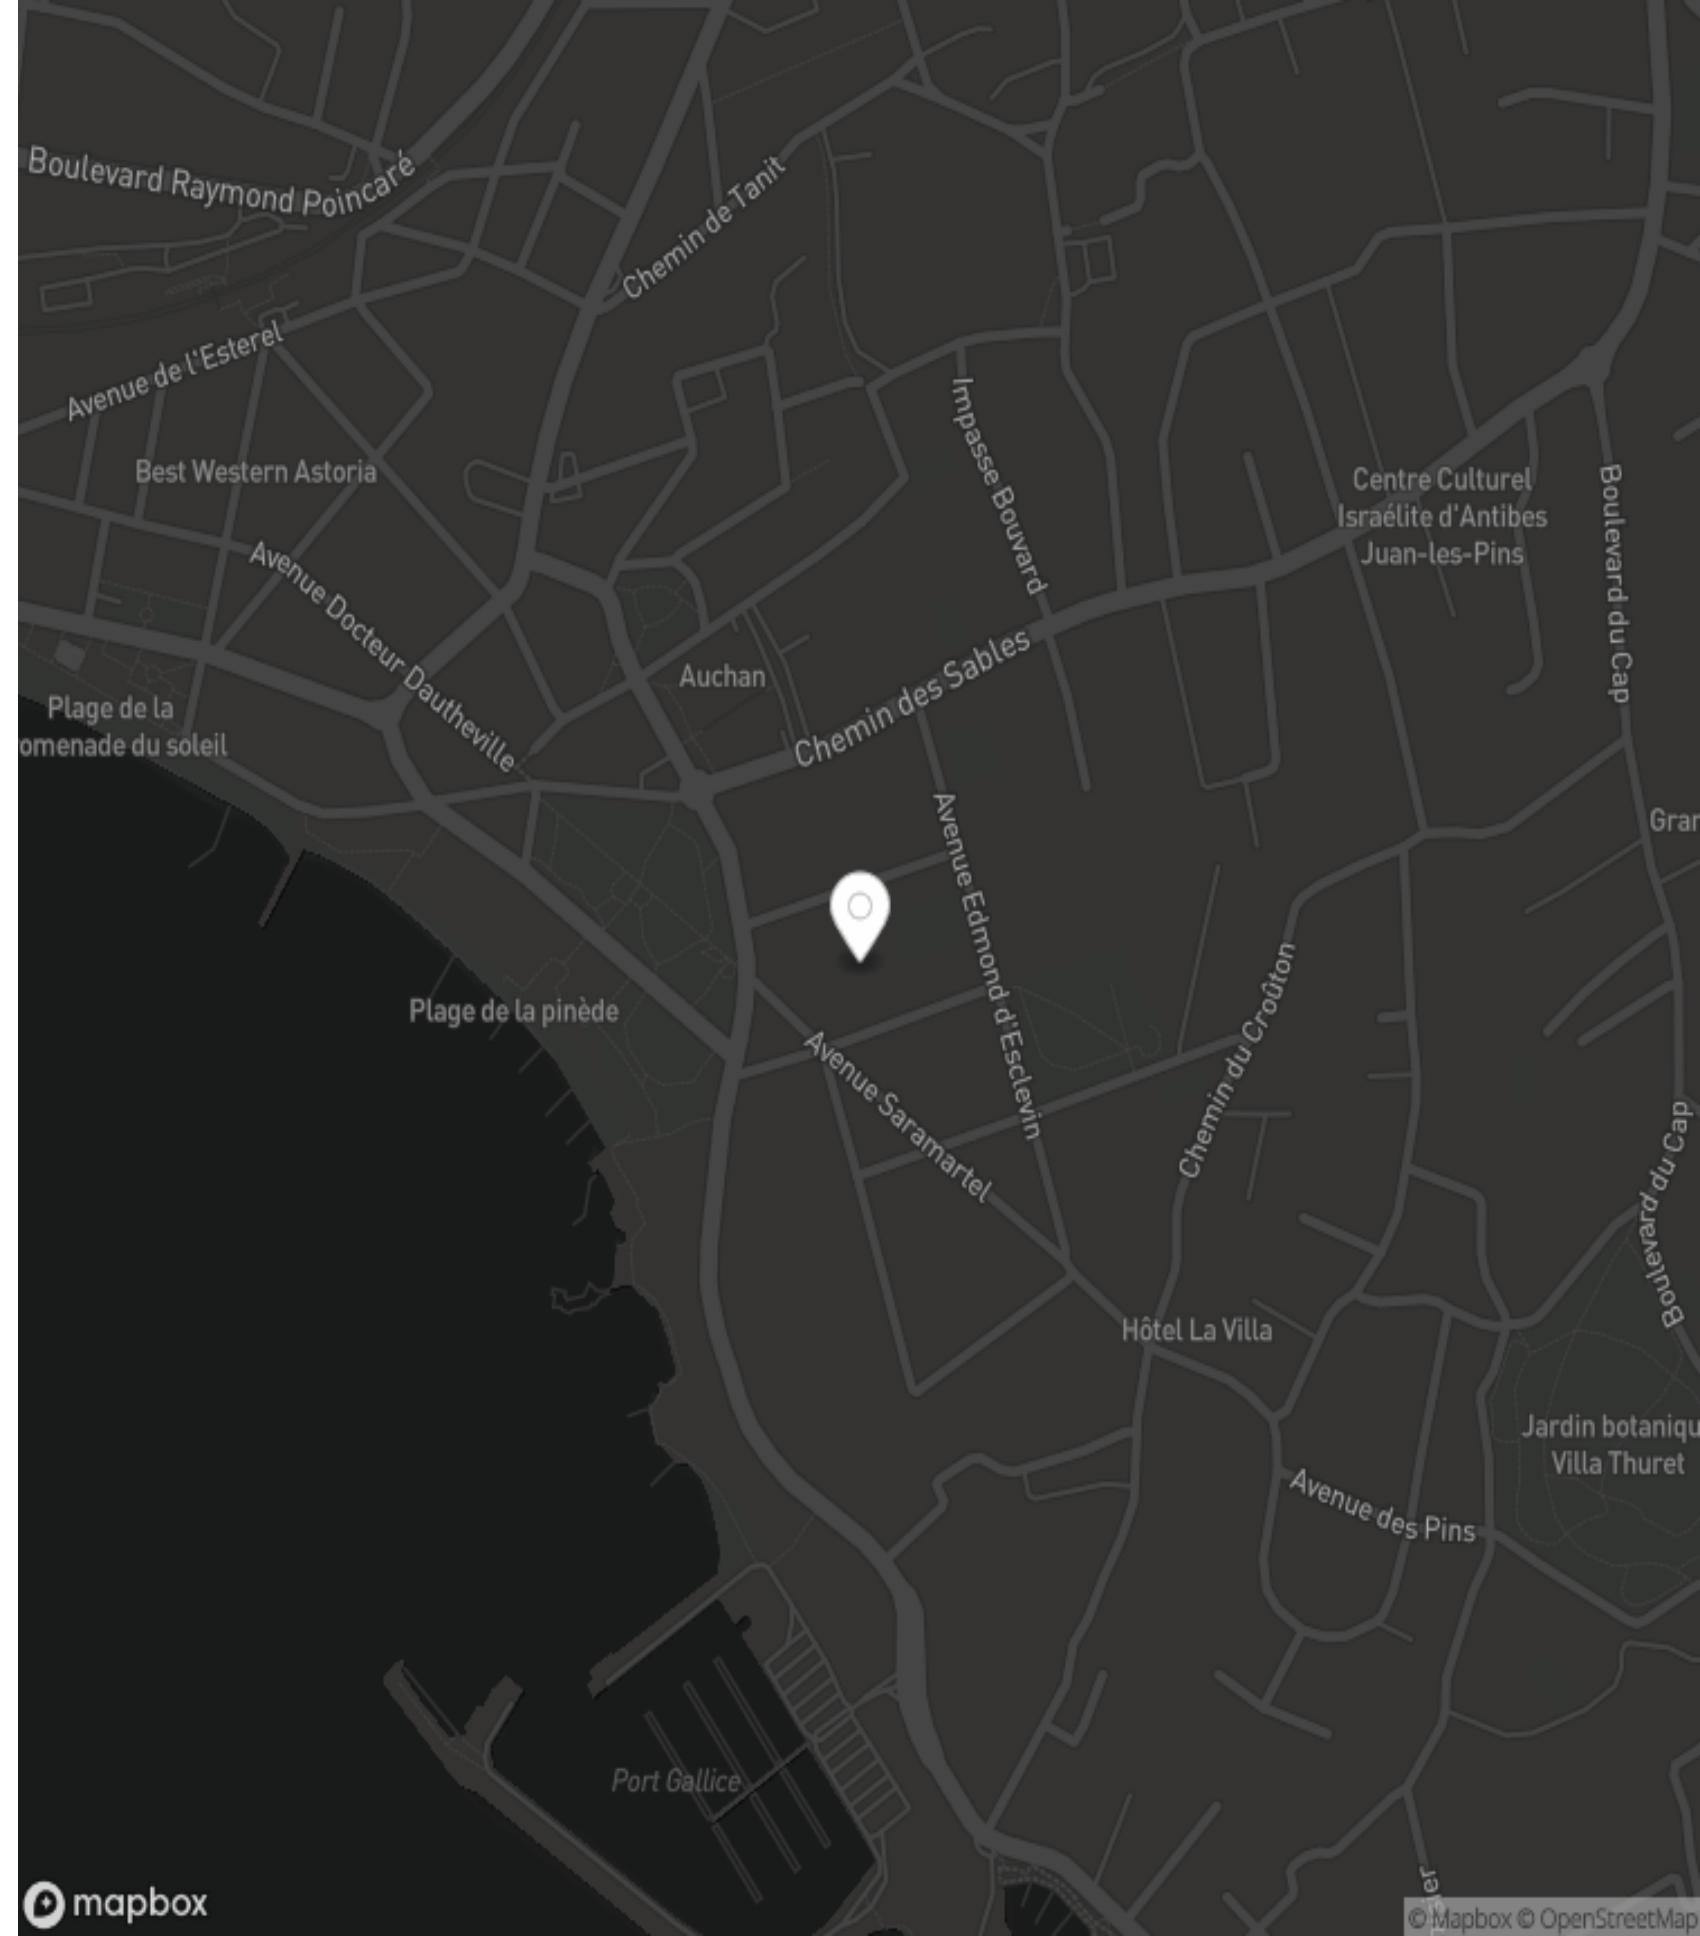 Boulevard Raymond Poincaré
Chemin de Tanit
Avenue de l'Esterel
Impasse Bouvard
Best Western Astoria
Centre Culturel
Israélite d'Antibes
Juan-les-Pins
Boulevard du Cap
Avenue Docteur Dautheville
Auchan
Chemin des Sables
Plage de la
omenade du soleil
Avenue Edmond d'Esclevin
Gran
Plage de la pinède
Chemin du Croûton
Avenue Saramartel
Boulevard du Cap
Hôtel La Villa
Jardin botaniqu
Villa Thuret
Avenue des Pins
Port Gallice
mapbox
© Mapbox © OpenStreetMap